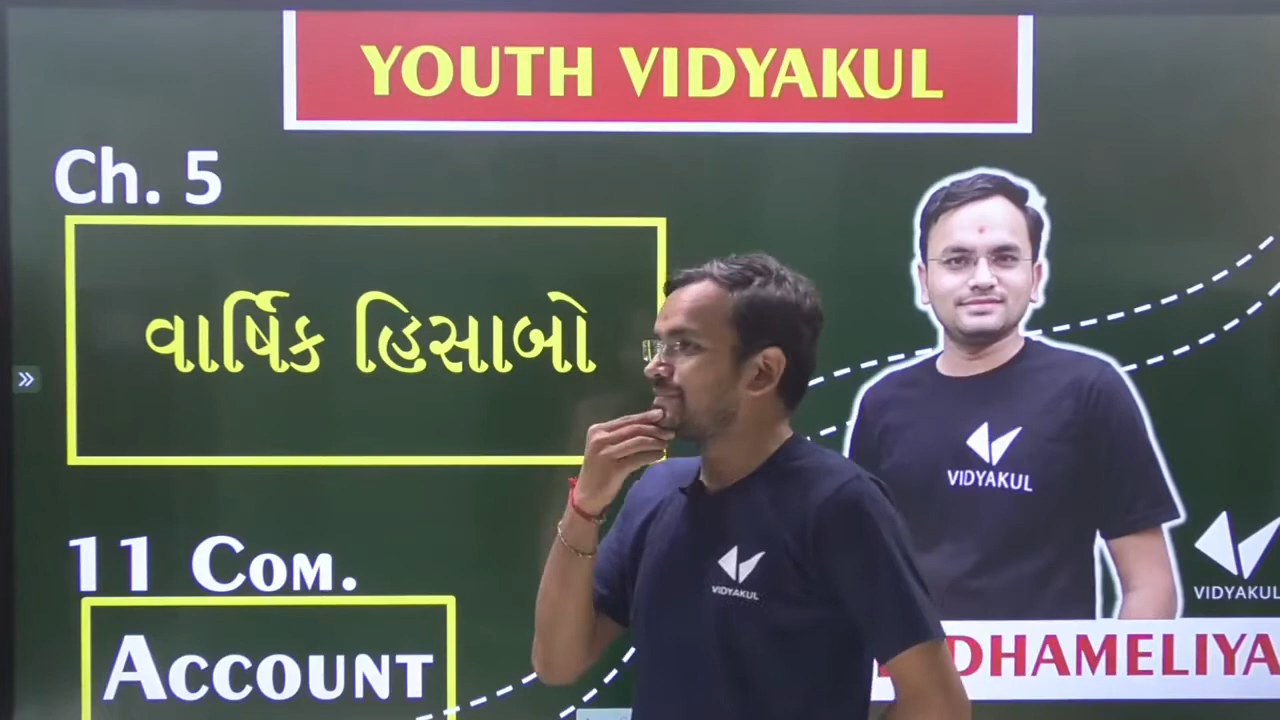 YOUTH VIDYAKUL
Ch. 5
વાર્ષિક હિસાબો
11 COM.
ACCOUNT
VIDYAKUL
VIDYAKUL
VIDYAKUL
DHAMELIYA